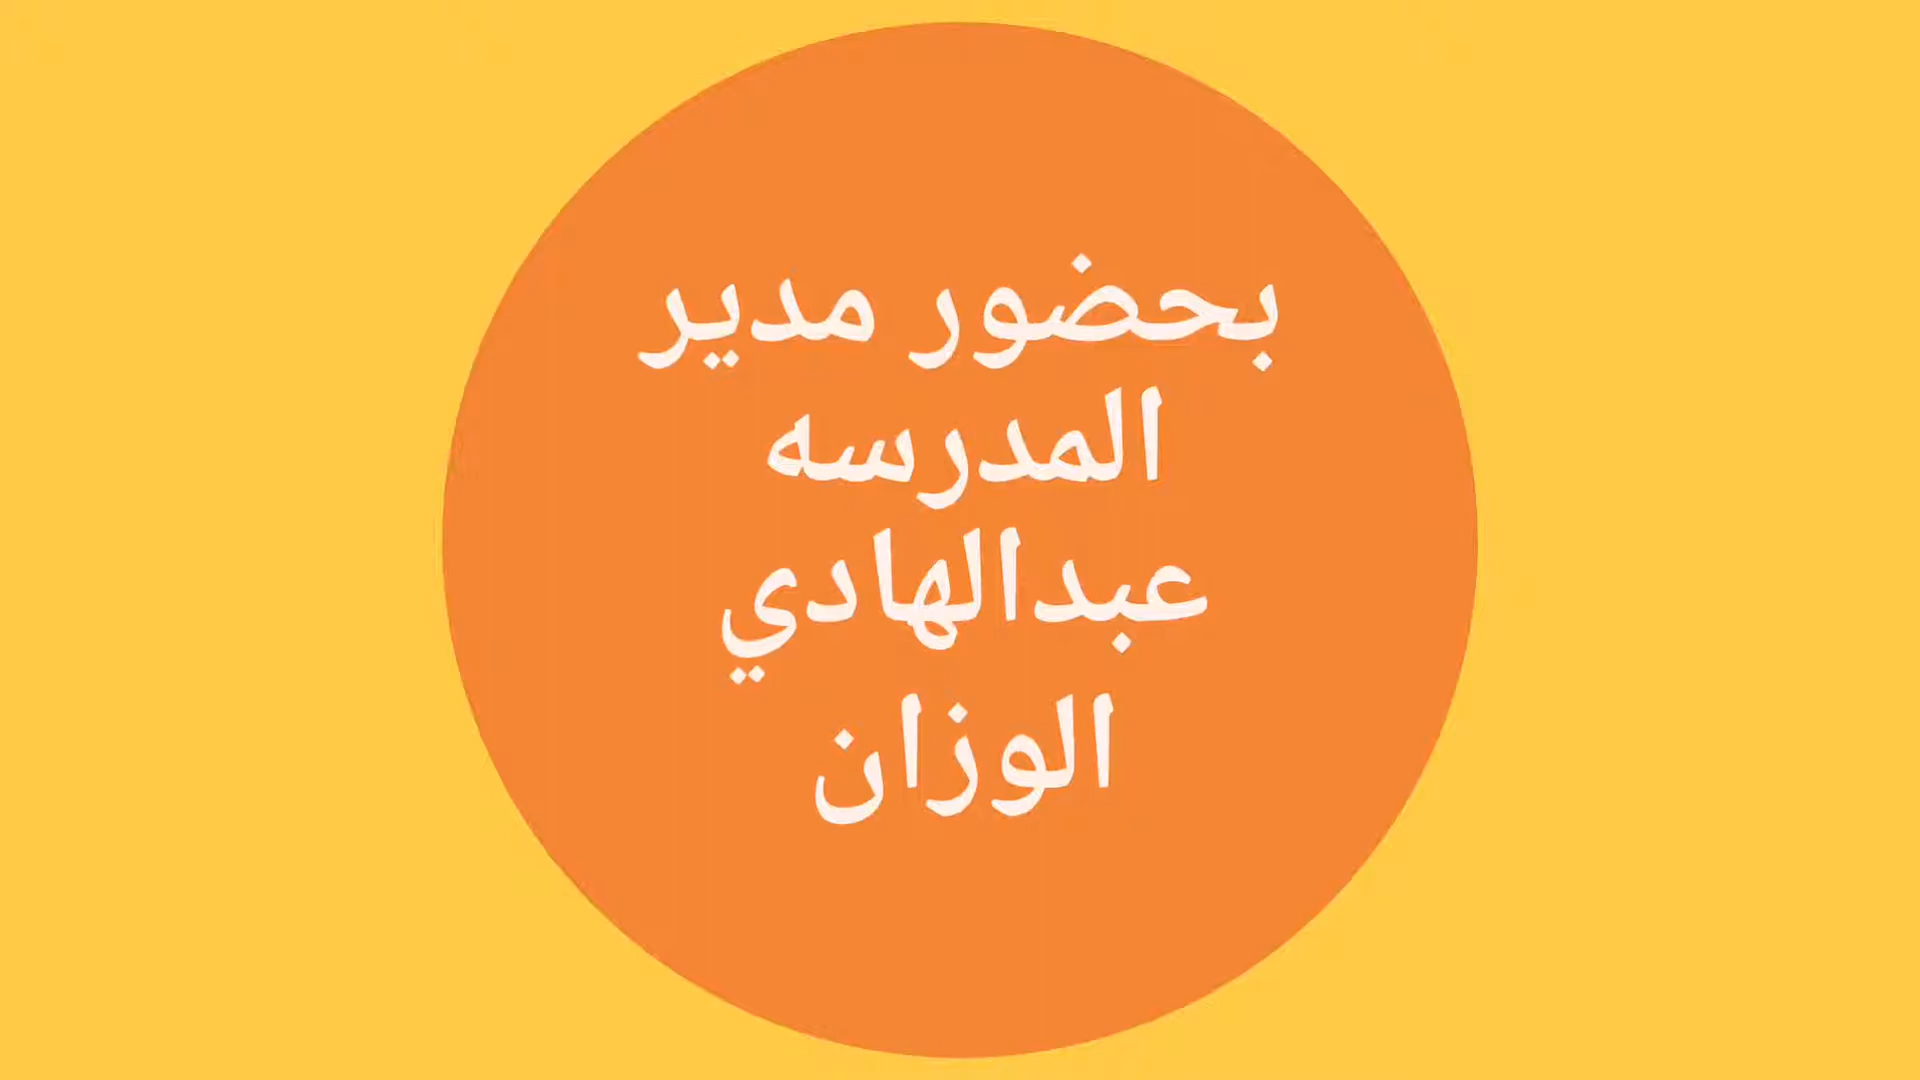 بحضور مدير
المدرسه
عبدالهادي
الوزان